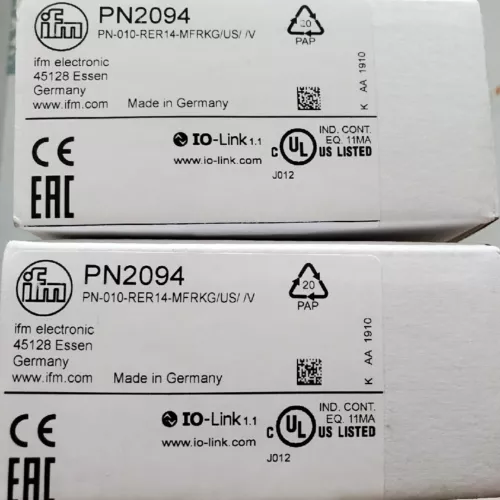 ifm
PN2094
PN-010-RER14-MFRKG/US/ /V
20
PAP
ifm electronic
45128 Essen
Germany
www.ifm.com
Made in Germany
K AA 1910
CE
EAC
IO-Link 1.1
www.io-link.com
C UL US LISTED
IND. CONT.
EQ. 11MA
J012
ifm
PN2094
PN-010-RER14-MFRKG/US/ /V
20
PAP
ifm electronic
45128 Essen
Germany
www.ifm.com
Made in Germany
K AA 1910
CE
EAC
IO-Link 1.1
www.io-link.com
C UL US LISTED
IND. CONT.
EQ. 11MA
J012